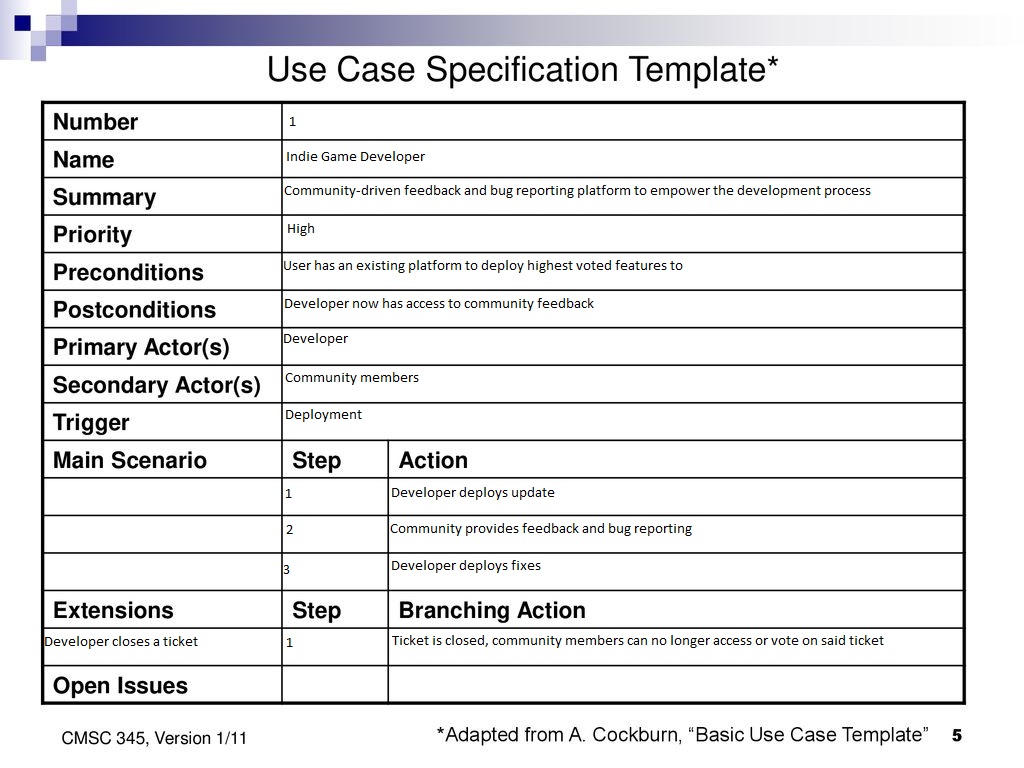 Use Case Specification Template*
Number 1
Name Indie Game Developer
Summary Community-driven feedback and bug reporting platform to empower the development process
Priority High
Preconditions User has an existing platform to deploy highest voted features to
Postconditions Developer now has access to community feedback
Primary Actor(s) Developer
Secondary Actor(s) Community members
Trigger Deployment
Main Scenario Step Action
1 Developer deploys update
2 Community provides feedback and bug reporting
3 Developer deploys fixes
Extensions Step Branching Action
Developer closes a ticket 1 Ticket is closed, community members can no longer access or vote on said ticket
Open Issues
CMSC 345, Version 1/11 *Adapted from A. Cockburn, “Basic Use Case Template” 5